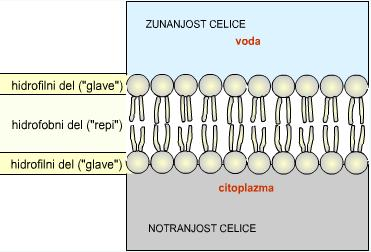 ZUNANJOST CELICE
voda
hidrofilni del ("glave")
hidrofobni del ("repi")
hidrofilni del ("glave")
citoplazma
NOTRANJOST CELICE